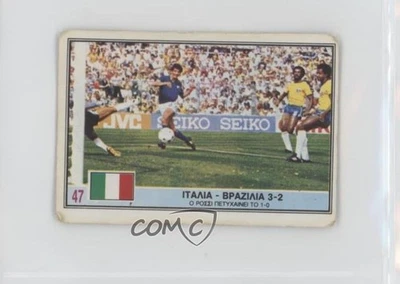 JVC SEIKO SEIKO
47
ΙΤΑΛΙΑ - ΒΡΑΖΙΛΙΑ 3-2
Ο ΡΟΣΣΙ ΠΕΤΥΧΑΙΝΕΙ ΤΟ 1-0
COMC